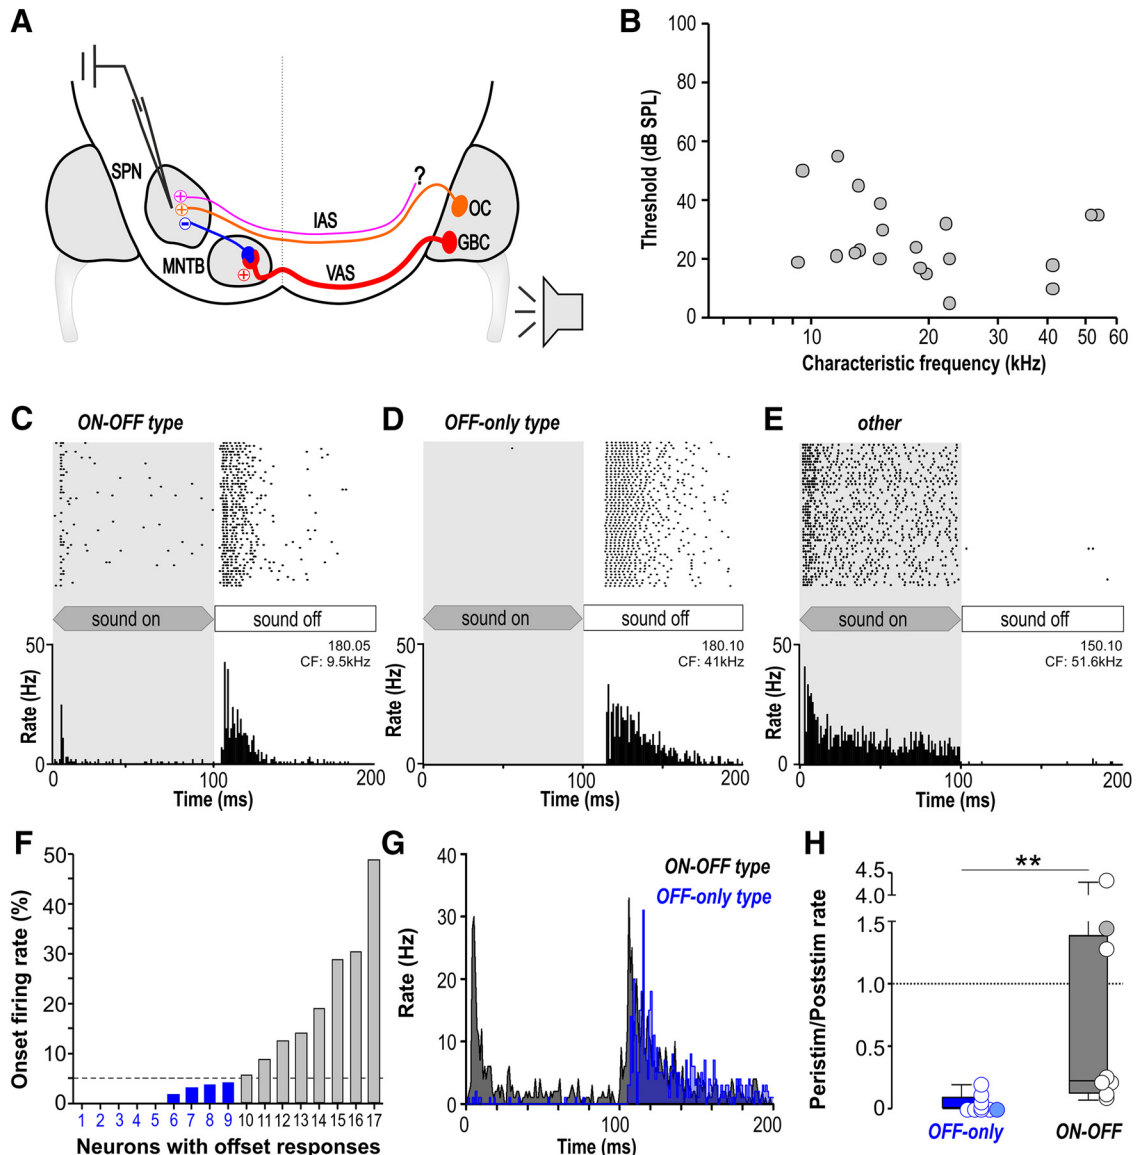 A
SPN
?
IAS
OC
GBC
MNTB
VAS
B
Threshold (dB SPL)
100
80
60
40
20
0
10 20 30 40 50 60
Characteristic frequency (kHz)
C
ON-OFF type
sound on
sound off
180.05
CF: 9.5kHz
Rate (Hz)
50
0
0 100 200
Time (ms)
D
OFF-only type
sound on
sound off
180.10
CF: 41kHz
Rate (Hz)
50
0
0 100 200
Time (ms)
E
other
sound on
sound off
150.10
CF: 51.6kHz
Rate (Hz)
50
0
0 100 200
Time (ms)
F
Onset firing rate (%)
50
30
20
10
0
1 2 3 4 5 6 7 8 9 10 11 12 13 14 15 16 17
Neurons with offset responses
G
ON-OFF type
OFF-only type
Rate (Hz)
40
30
20
10
0
0 100 200
Time (ms)
H
**
Peristim/Poststim rate
4.5
4.0
1.5
1.0
0.5
0
OFF-only
ON-OFF